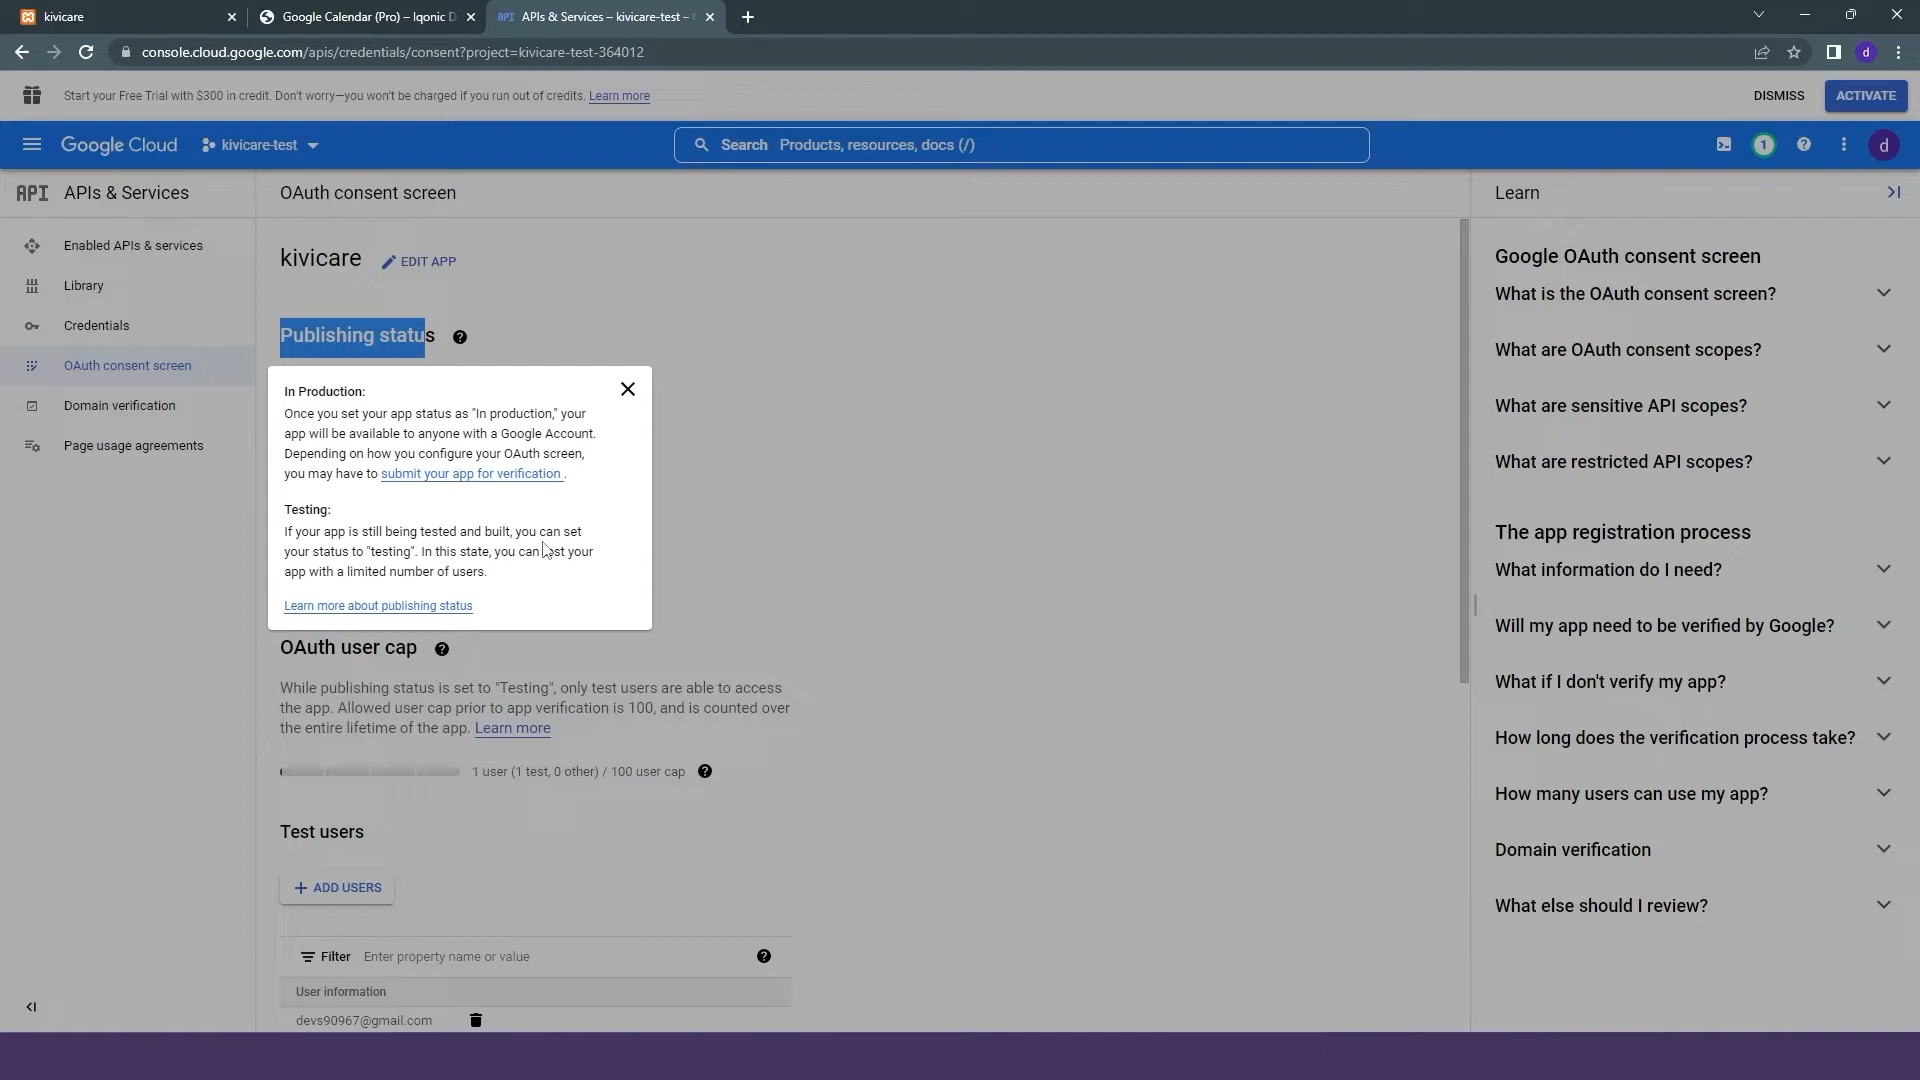 kivicare
Google Calendar (Pro) – Iqonic D
API APIs & Services – kivicare-test –
console.cloud.google.com/apis/credentials/consent?project=kivicare-test-364012
d
Start your Free Trial with $300 in credit. Don't worry—you won't be charged if you run out of credits. Learn more
DISMISS
ACTIVATE
Google Cloud
kivicare-test
Search Products, resources, docs (/)
1
d
API APIs & Services
OAuth consent screen
Learn
Enabled APIs & services
Library
Credentials
OAuth consent screen
Domain verification
Page usage agreements
kivicare
EDIT APP
Publishing status
In Production:
Once you set your app status as "In production," your
app will be available to anyone with a Google Account.
Depending on how you configure your OAuth screen,
you may have to submit your app for verification .
Testing:
If your app is still being tested and built, you can set
your status to "testing". In this state, you can test your
app with a limited number of users.
Learn more about publishing status
OAuth user cap
While publishing status is set to "Testing", only test users are able to access
the app. Allowed user cap prior to app verification is 100, and is counted over
the entire lifetime of the app. Learn more
1 user (1 test, 0 other) / 100 user cap
Test users
+ ADD USERS
Filter Enter property name or value
User information
devs90967@gmail.com
Google OAuth consent screen
What is the OAuth consent screen?
What are OAuth consent scopes?
What are sensitive API scopes?
What are restricted API scopes?
The app registration process
What information do I need?
Will my app need to be verified by Google?
What if I don't verify my app?
How long does the verification process take?
How many users can use my app?
Domain verification
What else should I review?